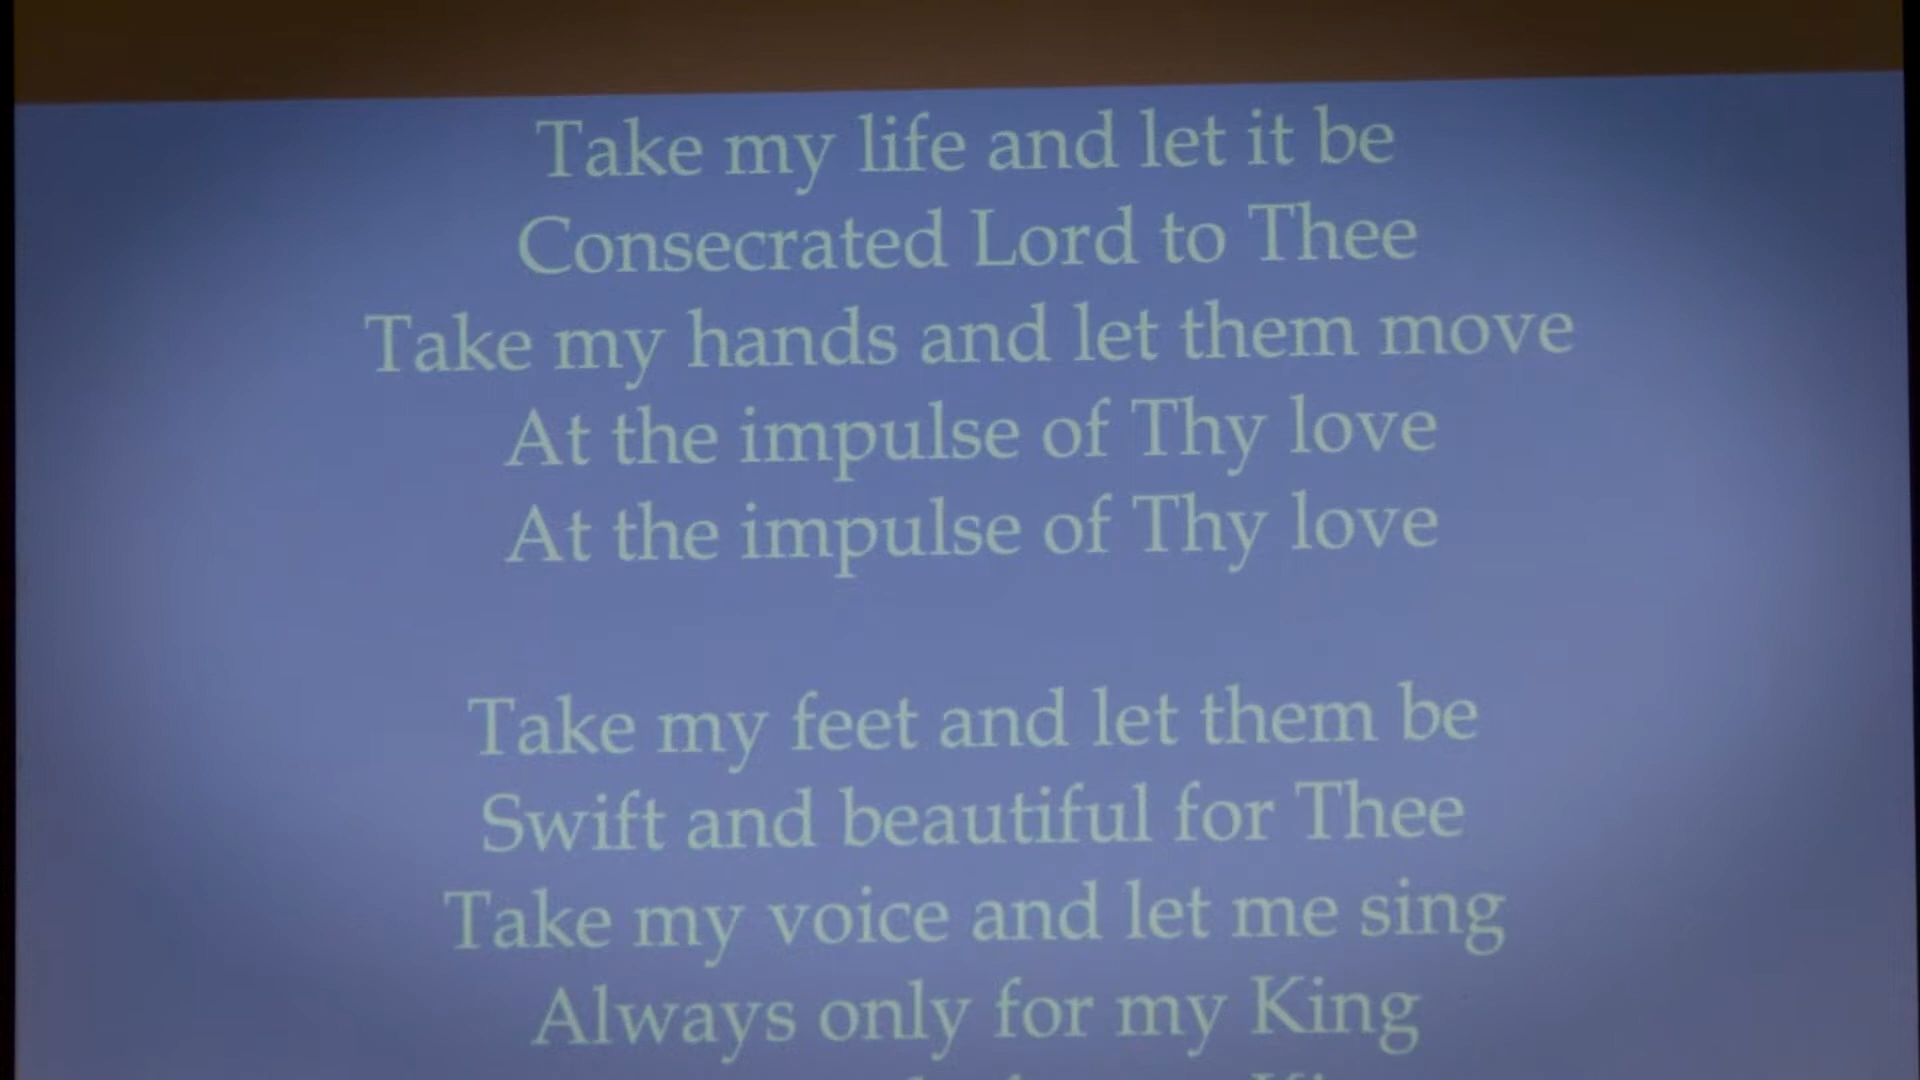 Take my life and let it be
Consecrated Lord to Thee
Take my hands and let them move
At the impulse of Thy love
At the impulse of Thy love
Take my feet and let them be
Swift and beautiful for Thee
Take my voice and let me sing
Always only for my King